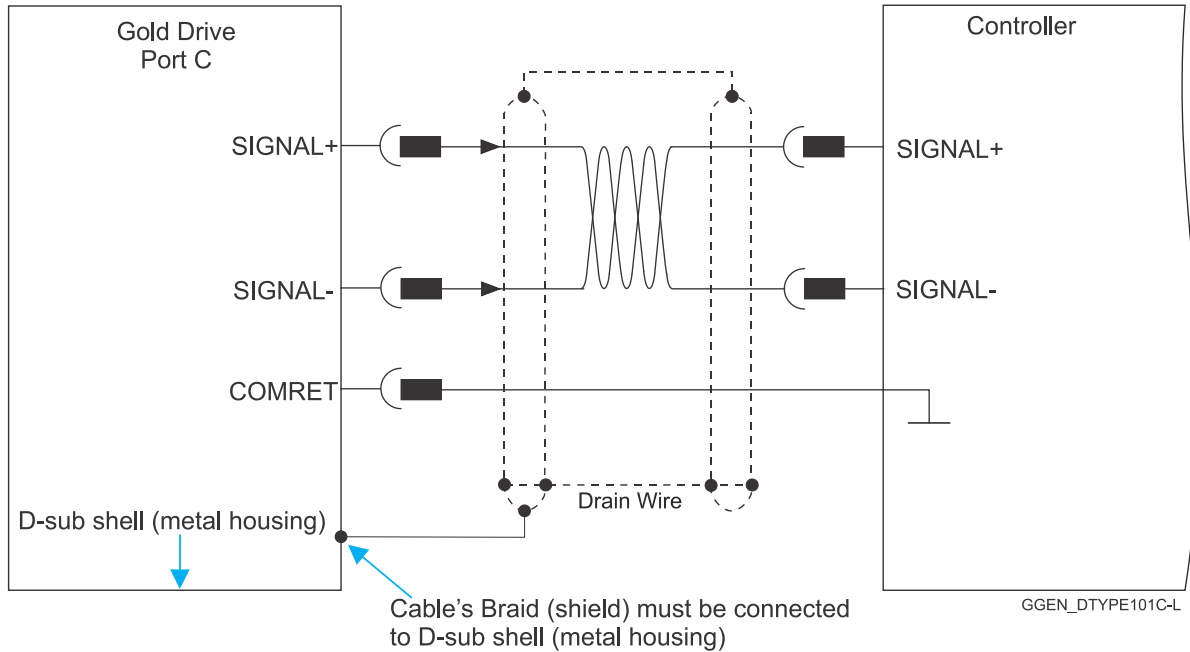 Gold Drive
Port C
Controller
SIGNAL+
SIGNAL+
SIGNAL-
SIGNAL-
COMRET
Drain Wire
D-sub shell (metal housing)
Cable's Braid (shield) must be connected
to D-sub shell (metal housing)
GGEN_DTYPE101C-L